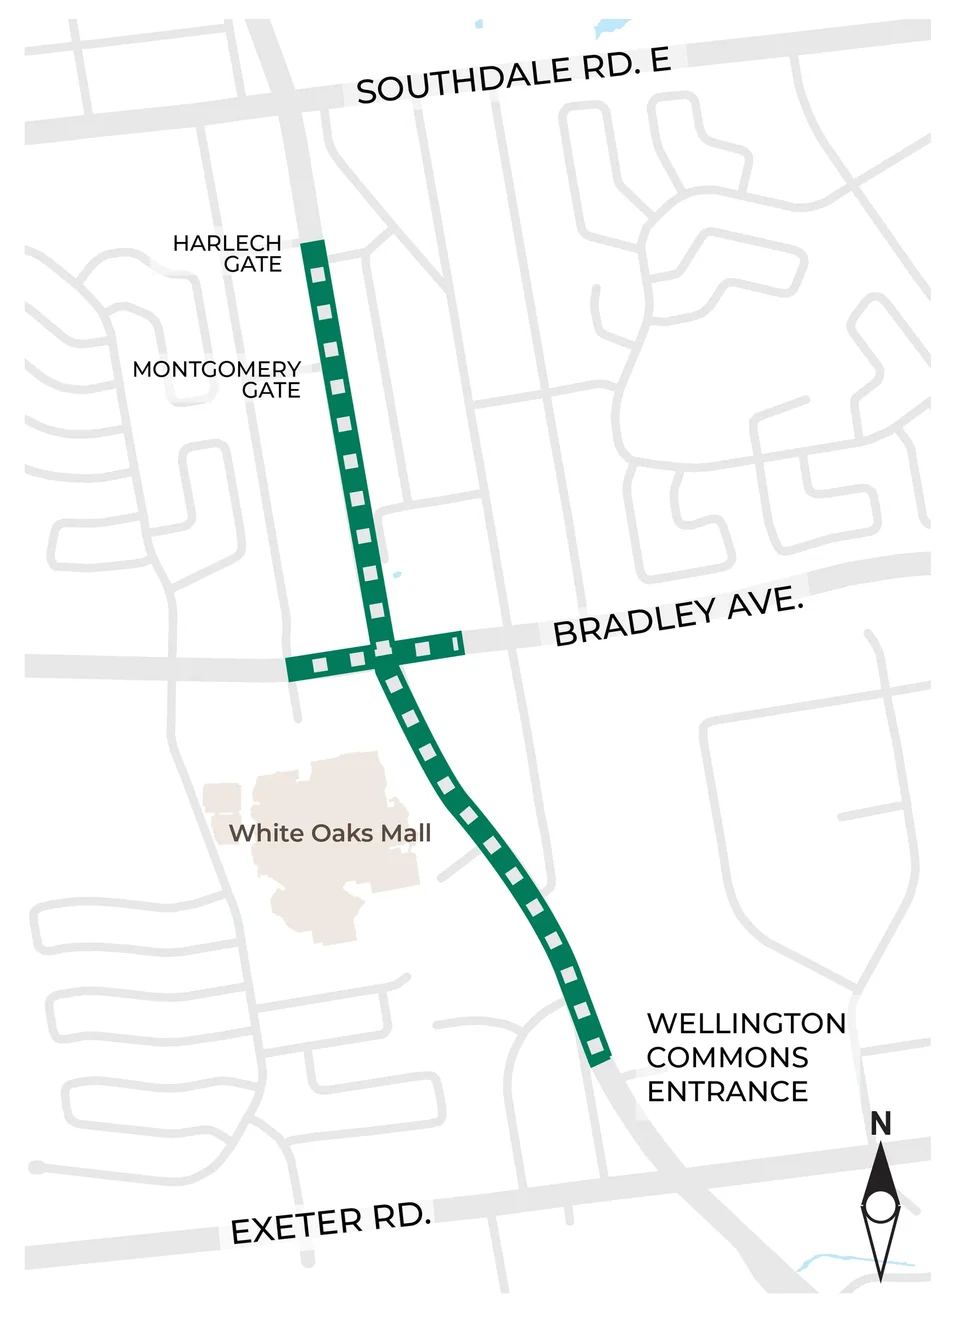 SOUTHDALE RD. E
HARLECH
GATE
MONTGOMERY
GATE
BRADLEY AVE.
White Oaks Mall
WELLINGTON
COMMONS
ENTRANCE
N
EXETER RD.